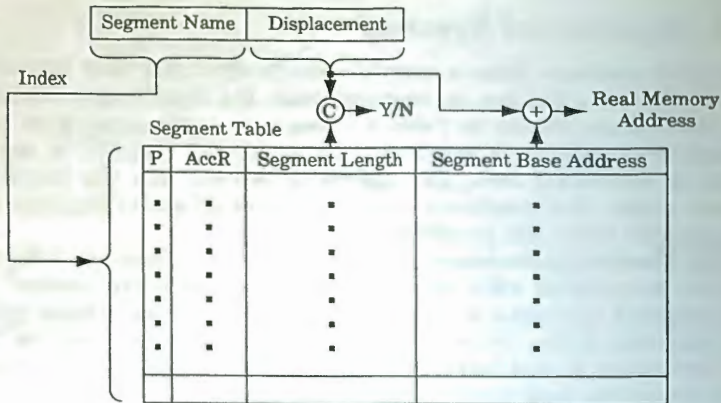 Segment Name Displacement
Index
C Y/N + Real Memory
Address
Segment Table
P AccR Segment Length Segment Base Address